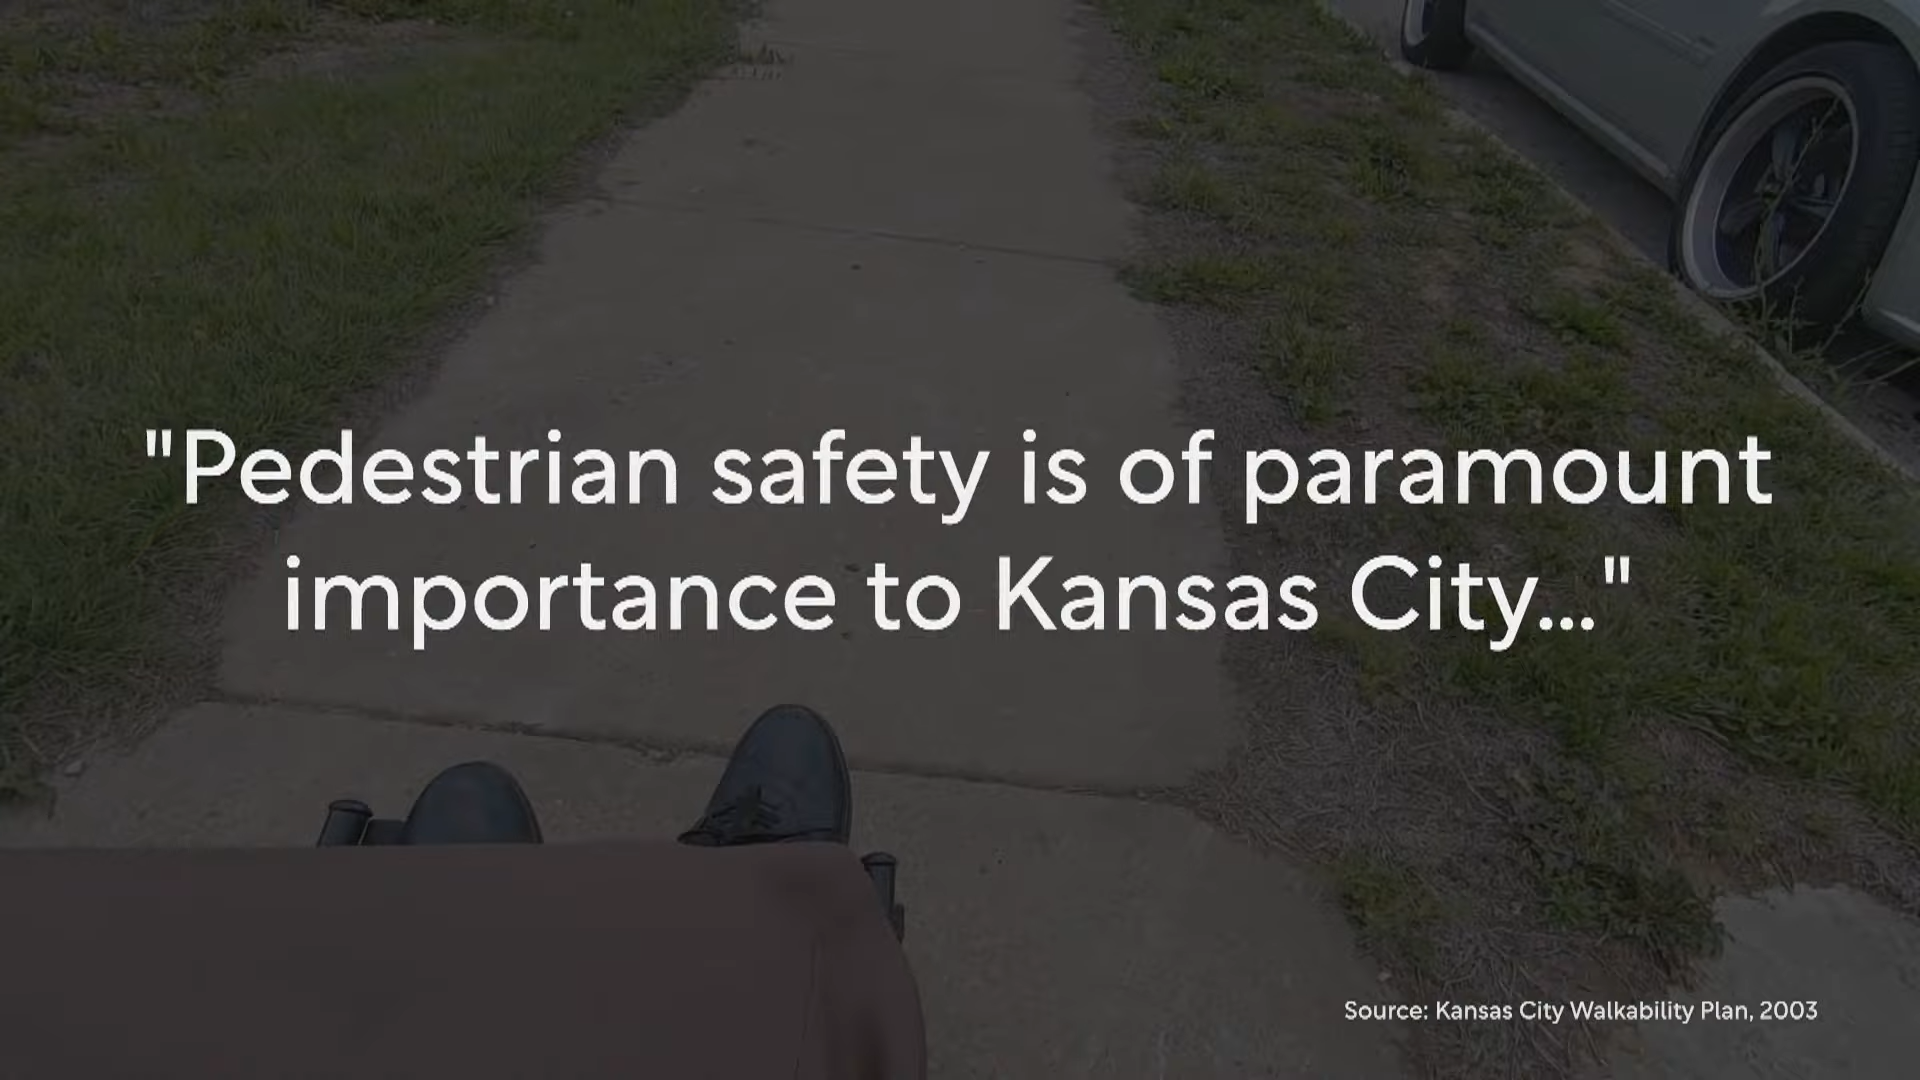 "Pedestrian safety is of paramount
importance to Kansas City..."
Source: Kansas City Walkability Plan, 2003